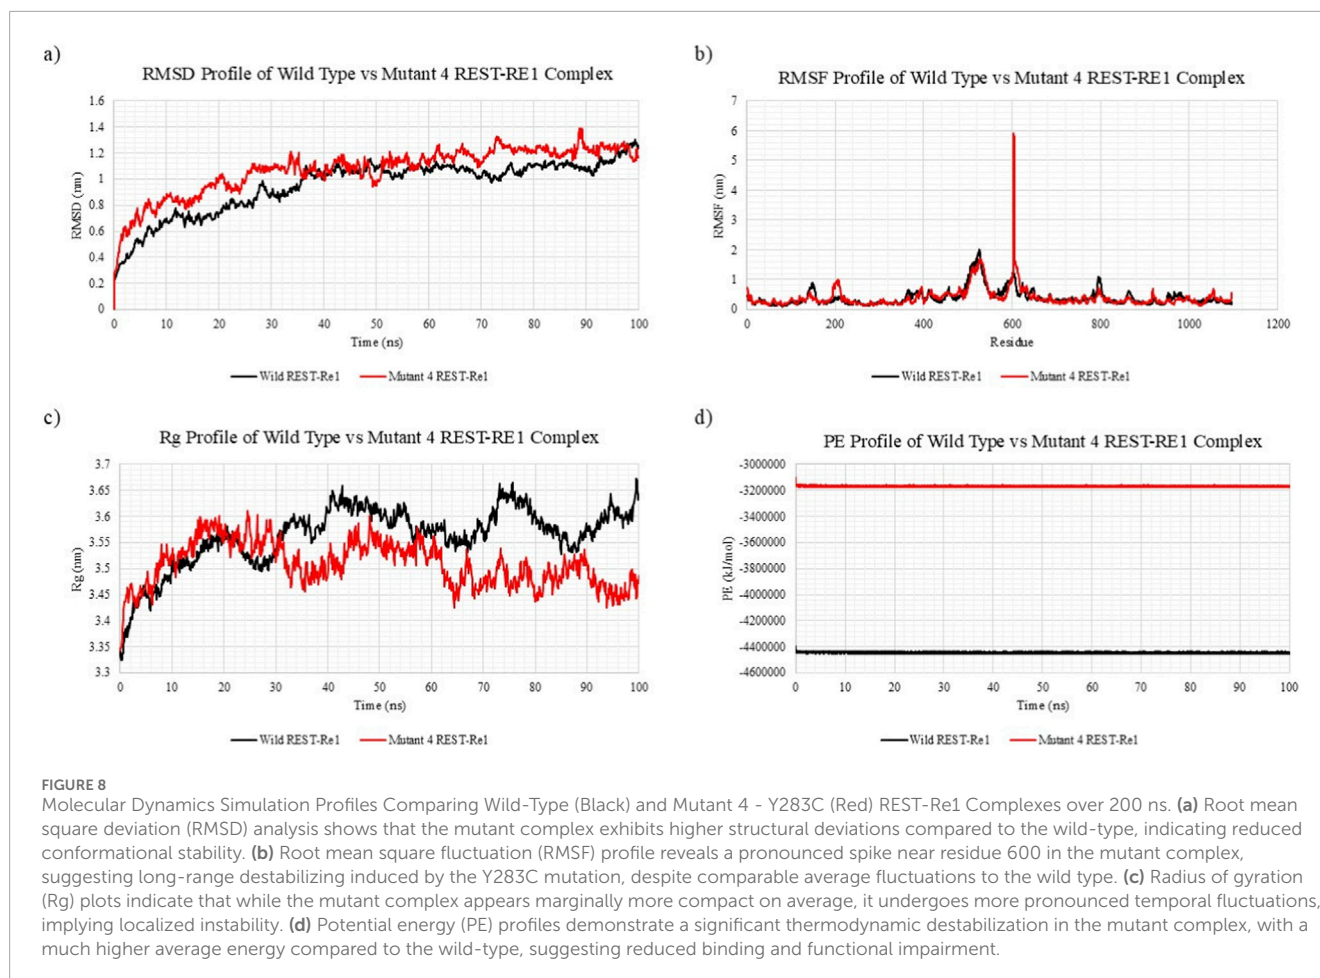 a)
RMSD Profile of Wild Type vs Mutant 4 REST-RE1 Complex
1.6
1.4
1.2
1
0.8
0.6
0.4
0.2
0
RMSD (nm)
0 10 20 30 40 50 60 70 80 90 100
Time (ns)
Wild REST-Re1 Mutant 4 REST-Re1
b)
RMSF Profile of Wild Type vs Mutant 4 REST-RE1 Complex
7
6
5
4
3
2
1
0
RMSF (nm)
0 200 400 600 800 1000 1200
Residue
Wild REST-Re1 Mutant 4 REST-Re1
c)
Rg Profile of Wild Type vs Mutant 4 REST-RE1 Complex
3.7
3.65
3.6
3.55
3.5
3.45
3.4
3.35
3.3
Rg (nm)
0 10 20 30 40 50 60 70 80 90 100
Time (ns)
Wild REST-Re1 Mutant 4 REST-Re1
d)
PE Profile of Wild Type vs Mutant 4 REST-RE1 Complex
-3000000
-3200000
-3400000
-3600000
-3800000
-4000000
-4200000
-4400000
-4600000
PE (kJ/mol)
0 10 20 30 40 50 60 70 80 90 100
Time (ns)
Wild REST-Re1 Mutant 4 REST-Re1
FIGURE 8
Molecular Dynamics Simulation Profiles Comparing Wild-Type (Black) and Mutant 4 - Y283C (Red) REST-Re1 Complexes over 200 ns. (a) Root mean
square deviation (RMSD) analysis shows that the mutant complex exhibits higher structural deviations compared to the wild-type, indicating reduced
conformational stability. (b) Root mean square fluctuation (RMSF) profile reveals a pronounced spike near residue 600 in the mutant complex,
suggesting long-range destabilizing induced by the Y283C mutation, despite comparable average fluctuations to the wild type. (c) Radius of gyration
(Rg) plots indicate that while the mutant complex appears marginally more compact on average, it undergoes more pronounced temporal fluctuations,
implying localized instability. (d) Potential energy (PE) profiles demonstrate a significant thermodynamic destabilization in the mutant complex, with a
much higher average energy compared to the wild-type, suggesting reduced binding and functional impairment.